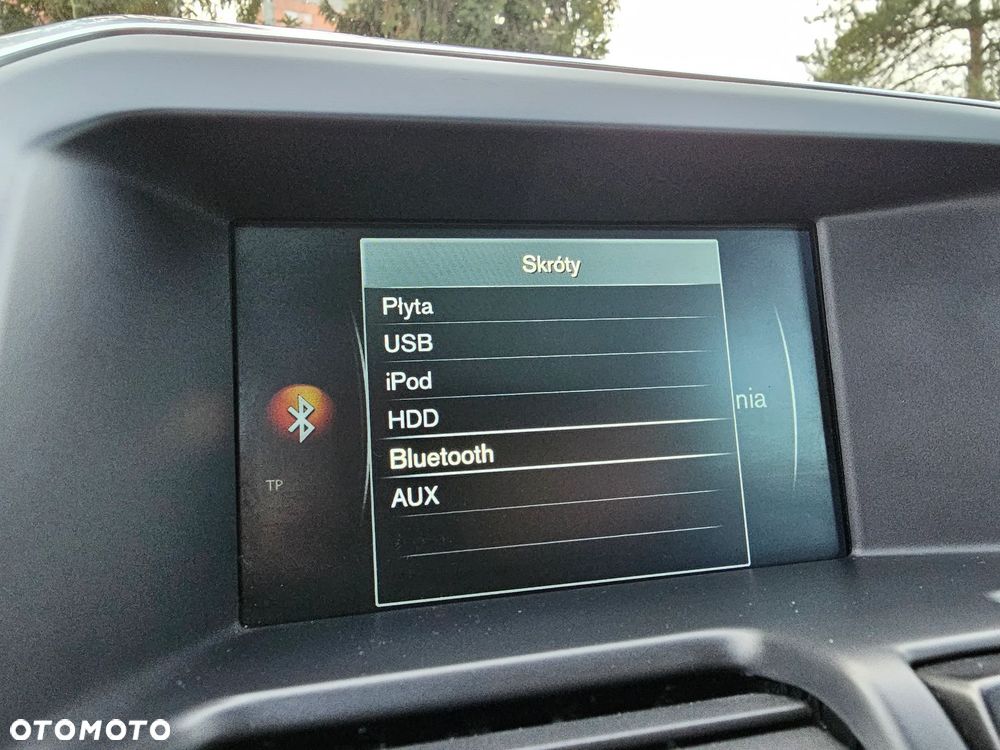 Skróty
Płyta
USB
iPod
HDD
nia
Bluetooth
TP
AUX
OTOMOTO